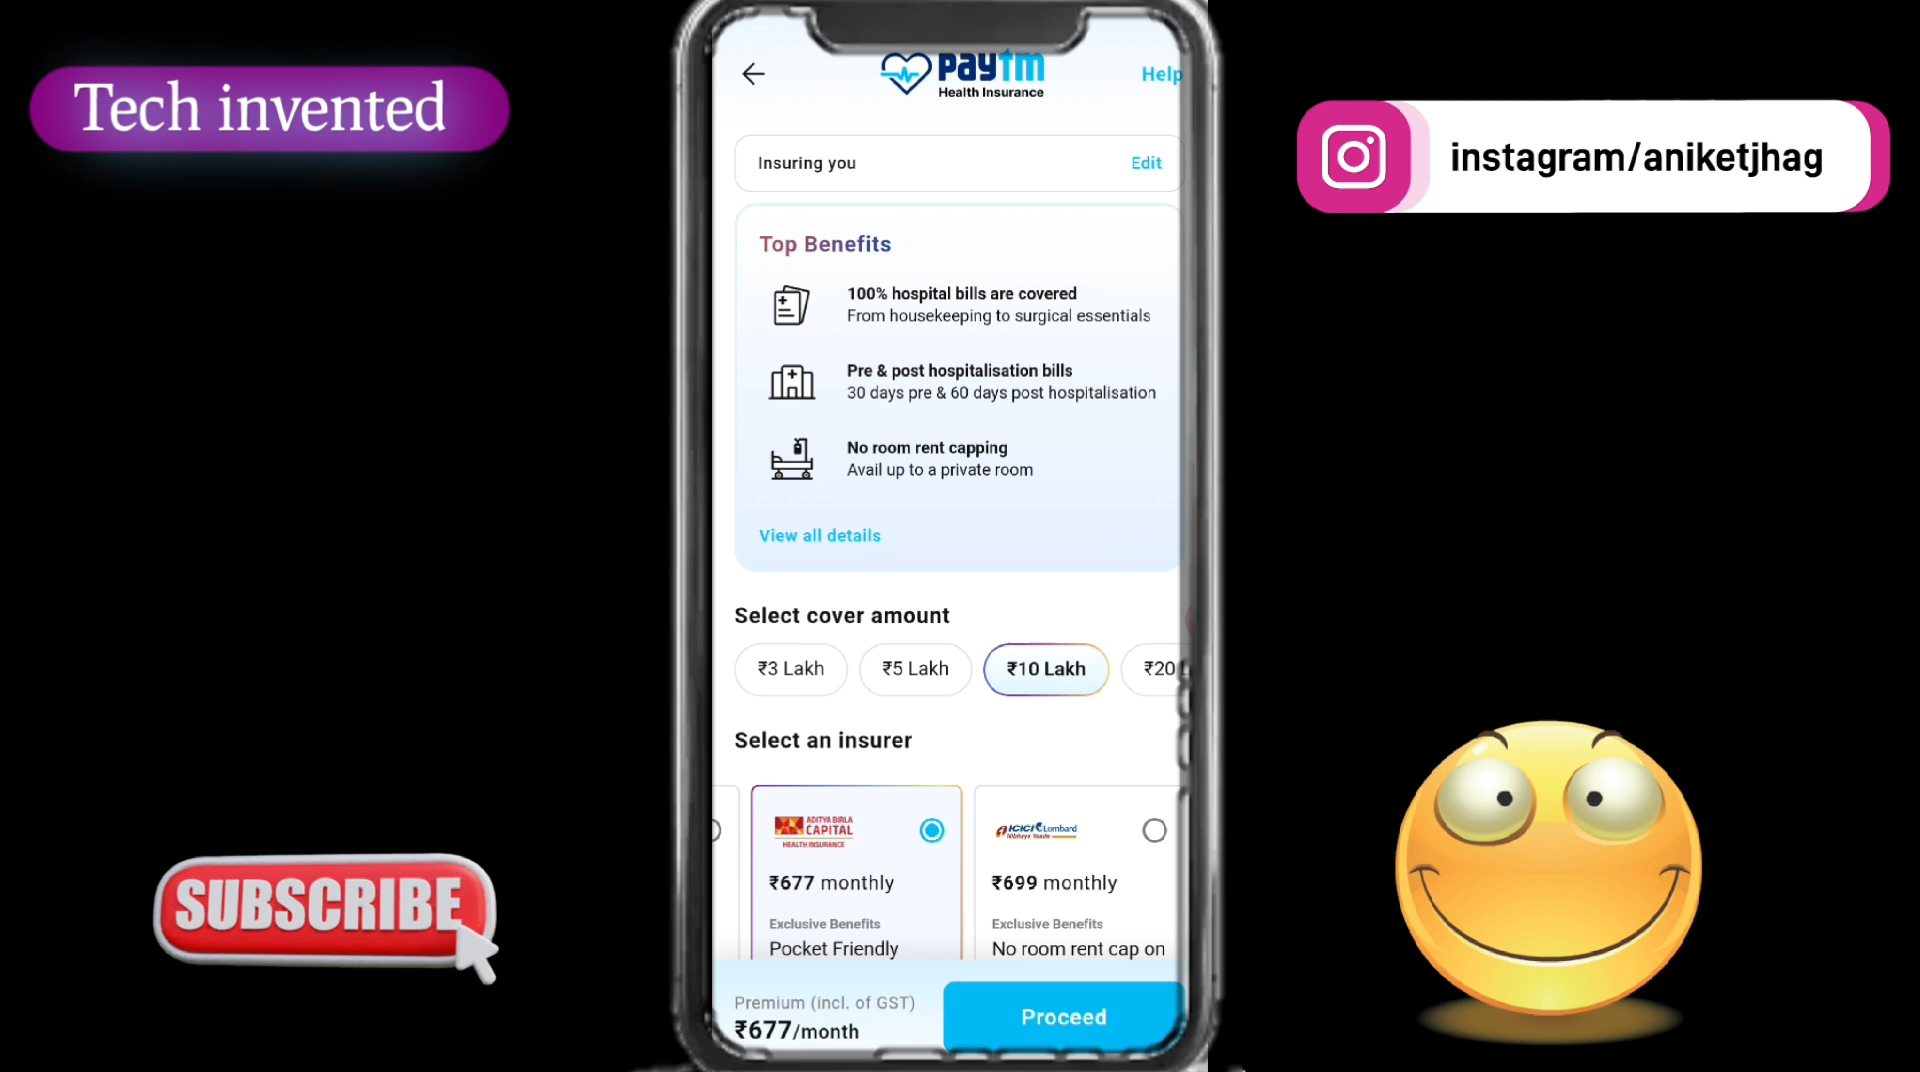 Tech invented
paytm
Health Insurance
Help
instagram/aniketjhag
Insuring you
Edit
Top Benefits
100% hospital bills are covered
From housekeeping to surgical essentials
Pre & post hospitalisation bills
30 days pre & 60 days post hospitalisation
No room rent capping
Avail up to a private room
View all details
Select cover amount
₹3 Lakh
₹5 Lakh
₹10 Lakh
₹20 L
Select an insurer
ADITYA BIRLA
CAPITAL
HEALTH INSURANCE
ICICI Lombard
Nibhaye Vaade
₹677 monthly
₹699 monthly
Exclusive Benefits
Exclusive Benefits
Pocket Friendly
No room rent cap on
SUBSCRIBE
Premium (incl. of GST)
₹677/month
Proceed